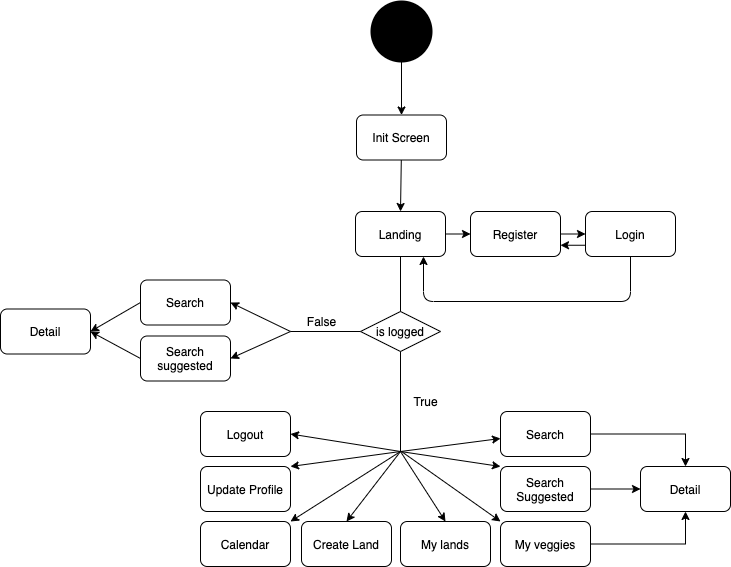 Init Screen
Landing
Register
Login
Search
False
Detail
is logged
Search
suggested
True
Logout
Search
Update Profile
Search
Suggested
Detail
Calendar
Create Land
My lands
My veggies